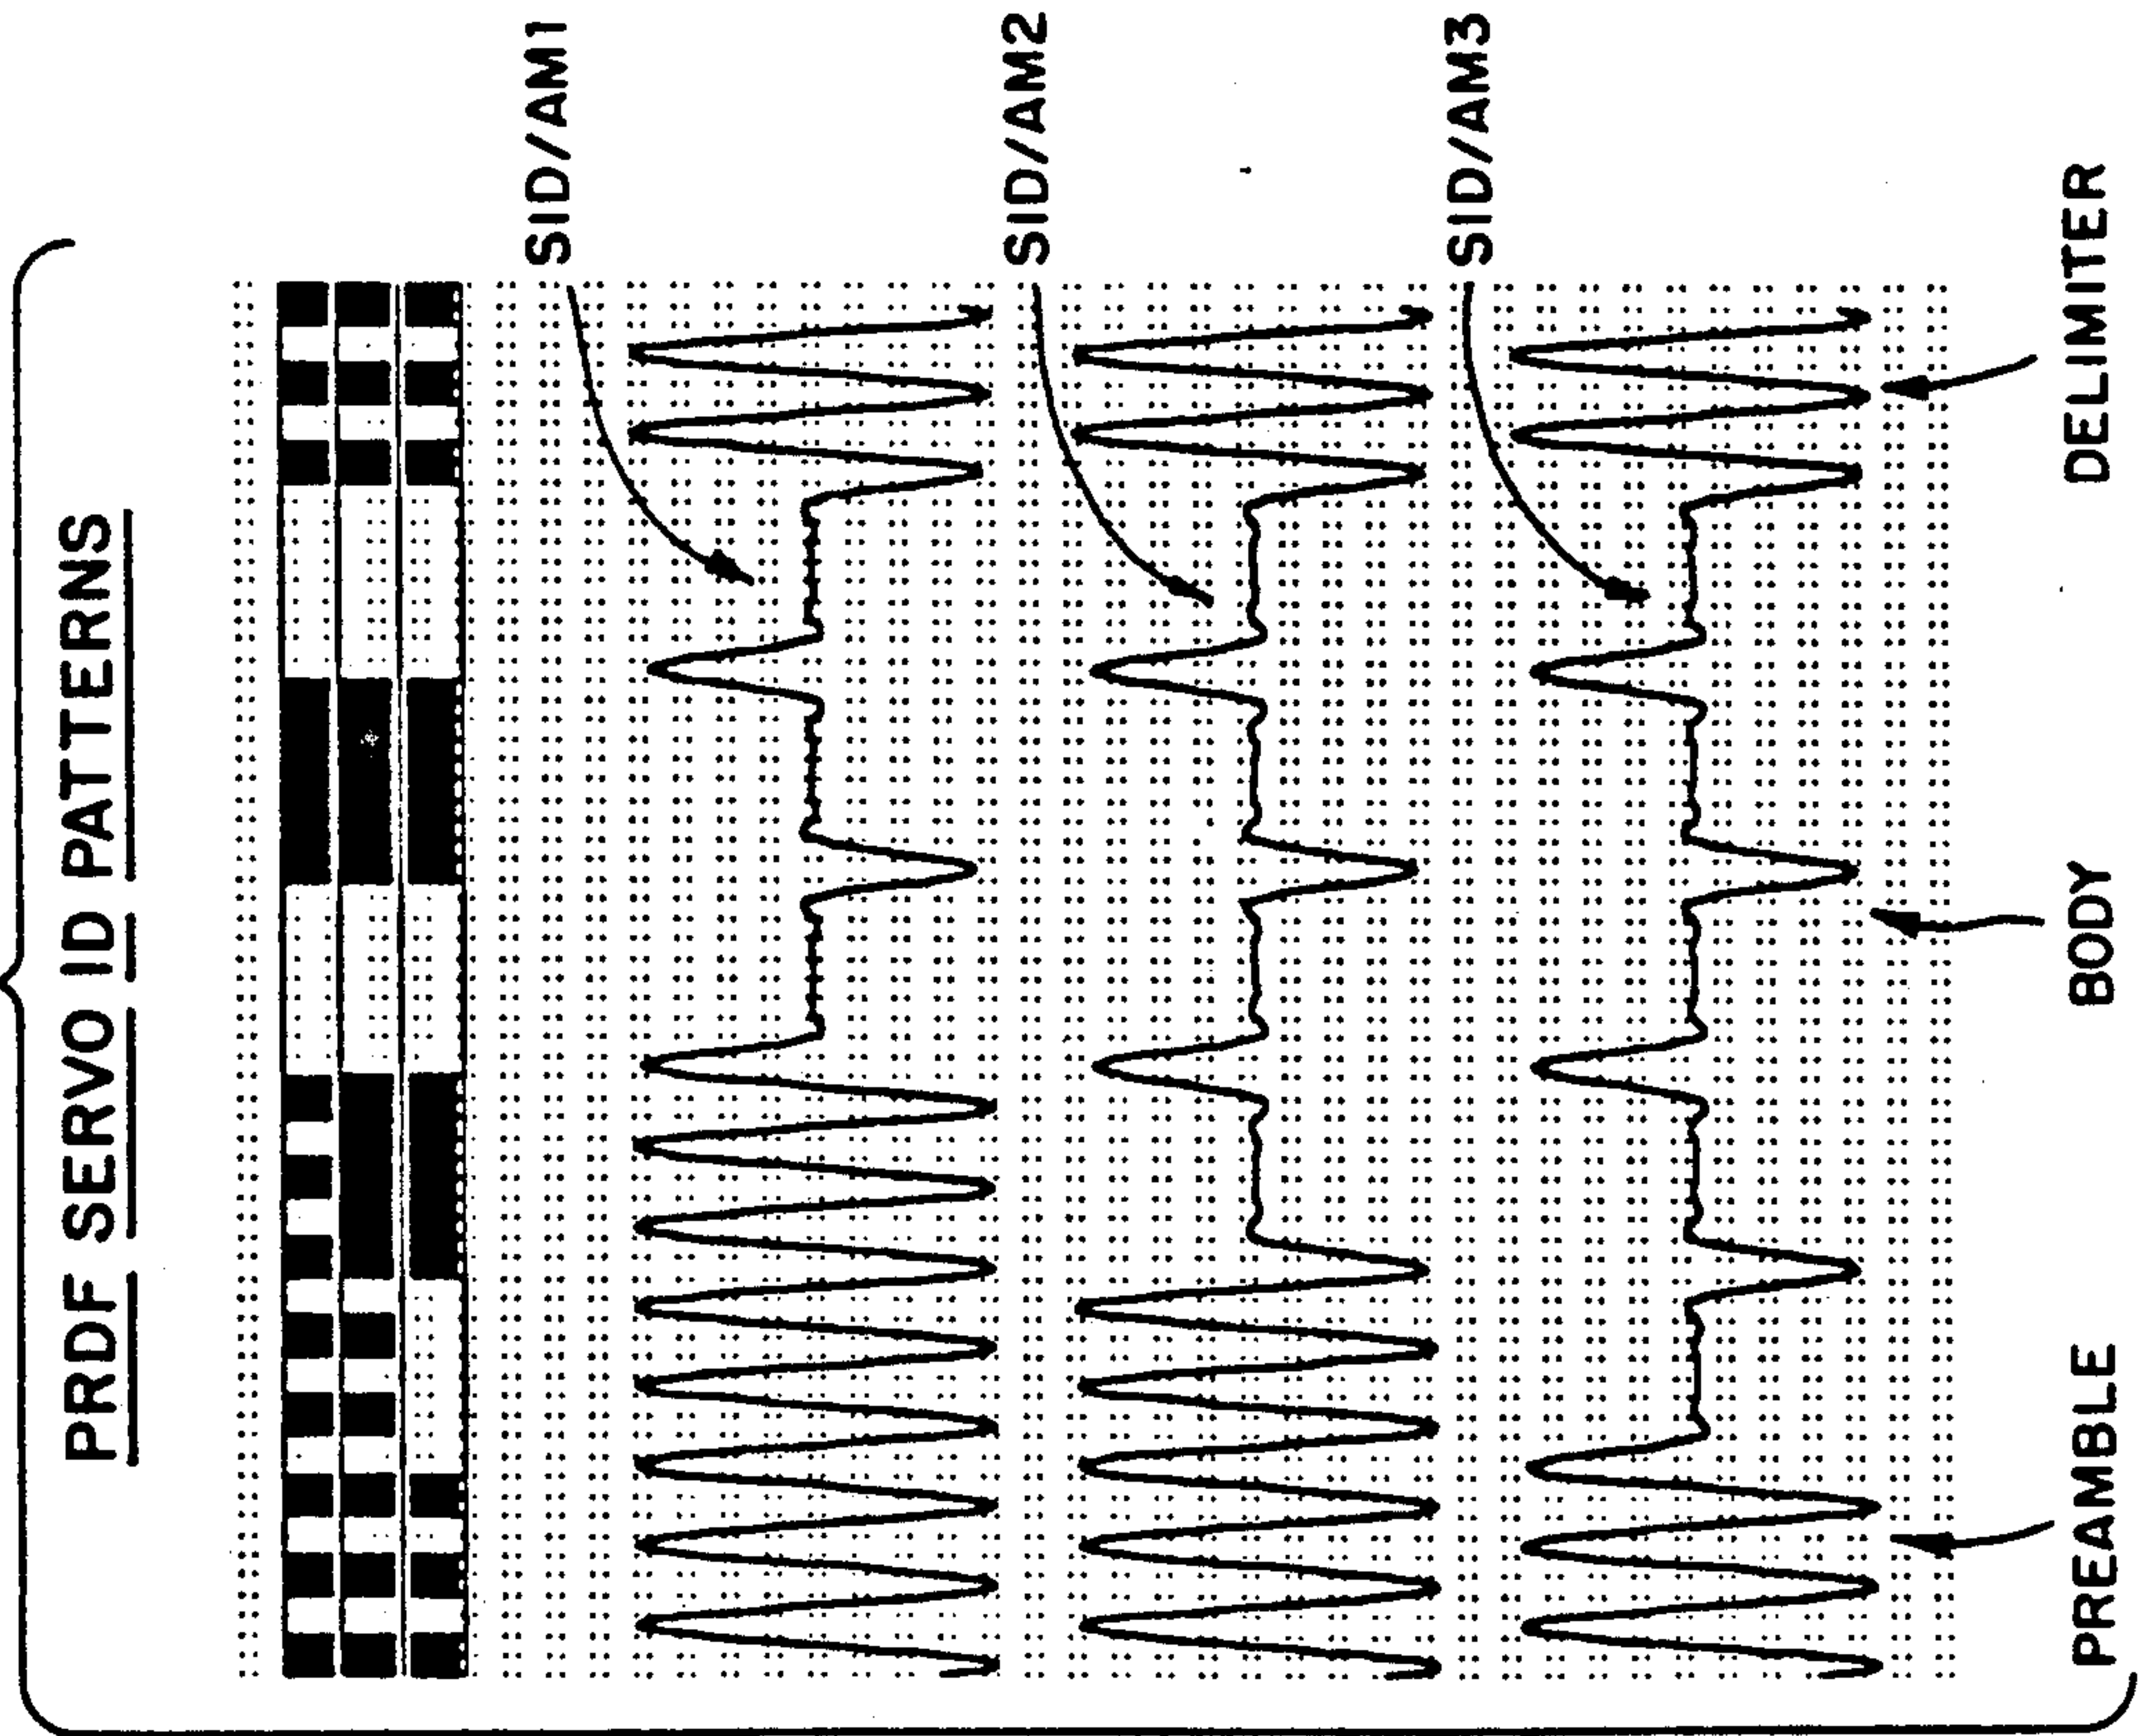 PRDF SERVO ID PATTERNS
SID/AM1
SID/AM2
SID/AM3
PREAMBLE
BODY
DELIMITER